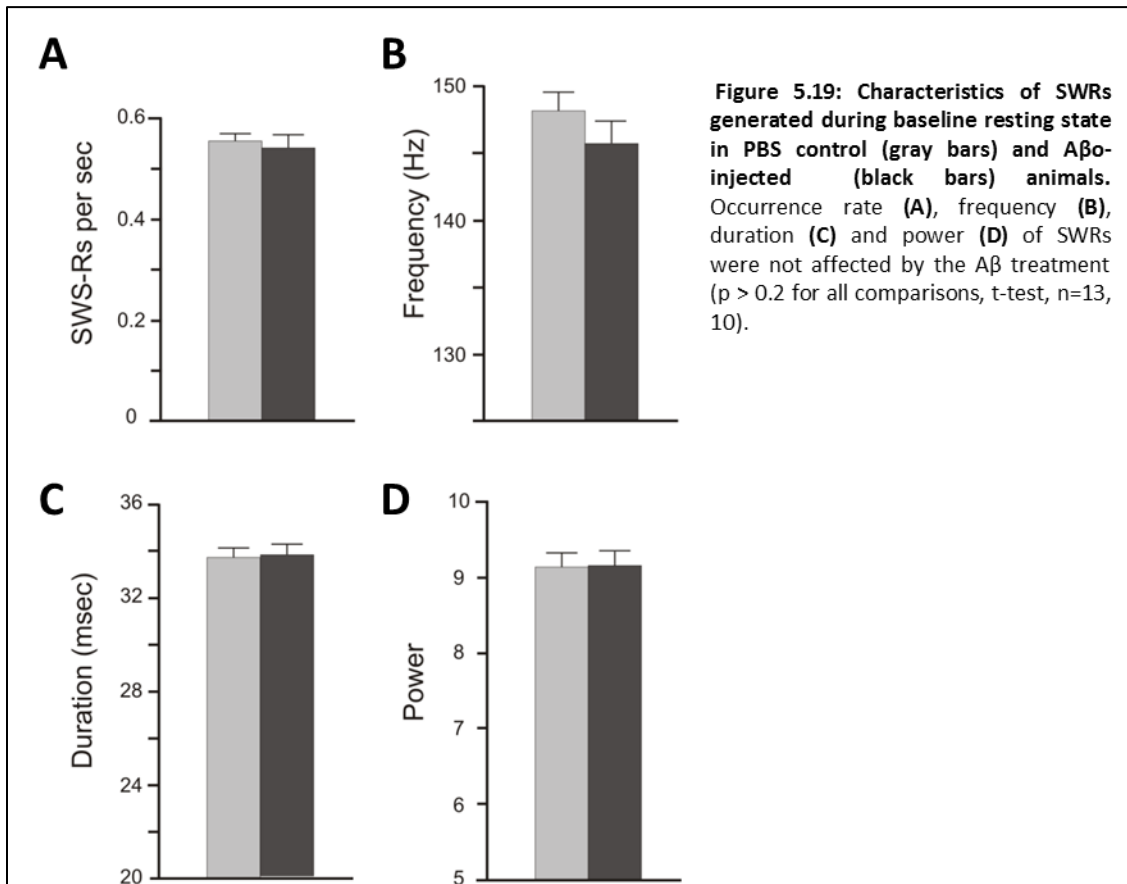 A
SWS-Rs per sec
0.6
0.4
0.2
0
B
Frequency (Hz)
150
140
130
Figure 5.19: Characteristics of SWRs
generated during baseline resting state
in PBS control (gray bars) and Aβo-
injected (black bars) animals.
Occurrence rate (A), frequency (B),
duration (C) and power (D) of SWRs
were not affected by the Aβ treatment
(p > 0.2 for all comparisons, t-test, n=13,
10).
C
Duration (msec)
36
32
28
24
20
D
Power
10
9
8
7
6
5